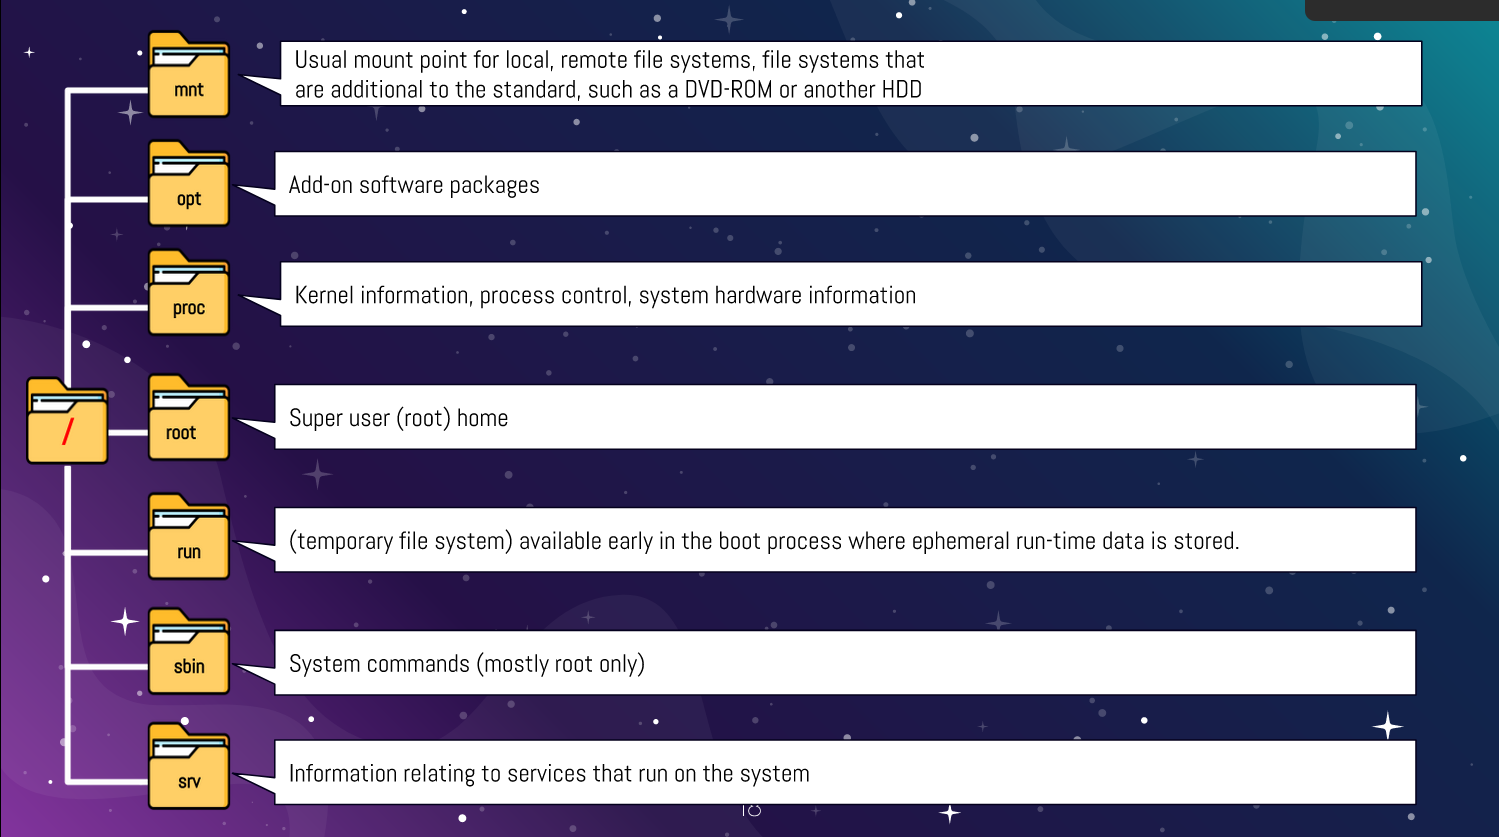 mnt
Usual mount point for local, remote file systems, file systems that
are additional to the standard, such as a DVD-ROM or another HDD
opt
Add-on software packages
proc
Kernel information, process control, system hardware information
/
root
Super user (root) home
run
(temporary file system) available early in the boot process where ephemeral run-time data is stored.
sbin
System commands (mostly root only)
srv
Information relating to services that run on the system